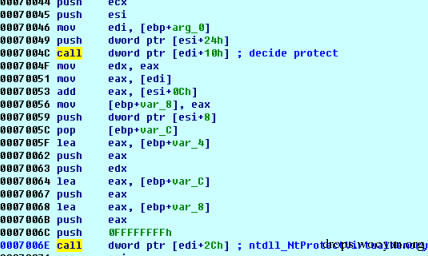 00070044 push ecx
00070045 push esi
00070046 mov edi, [ebp+arg_0]
00070049 push dword ptr [esi+24h]
0007004C call dword ptr [edi+10h] ; decide protect
0007004F mov edx, eax
00070051 mov eax, [edi]
00070053 add eax, [esi+0Ch]
00070056 mov [ebp+var_8], eax
00070059 push dword ptr [esi+8]
0007005C pop [ebp+var_C]
0007005F lea eax, [ebp+var_4]
00070062 push eax
00070063 push edx
00070064 lea eax, [ebp+var_C]
00070067 push eax
00070068 lea eax, [ebp+var_8]
0007006B push eax
0007006C push 0FFFFFFFFh
0007006E call dword ptr [edi+2Ch] ; ntdll_NtProtectVirtualMemory
drops.wooyun.org